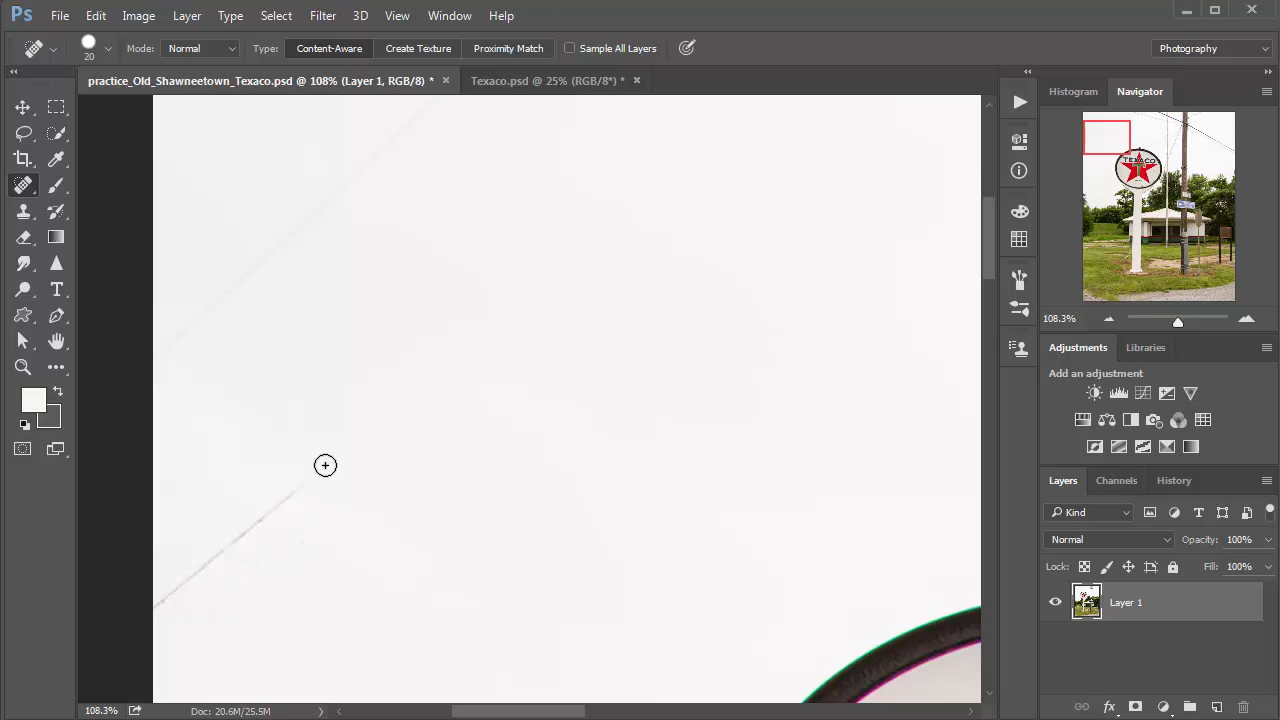 Ps File Edit Image Layer Type Select Filter 3D View Window Help
20 Mode: Normal Type: Content-Aware Create Texture Proximity Match Sample All Layers Photography
practice_Old_Shawneetown_Texaco.psd @ 108% (Layer 1, RGB/8) * Texaco.psd @ 25% (RGB/8*) *
Histogram Navigator
TEXACO
108.3%
Adjustments Libraries
Add an adjustment
Layers Channels History
Kind
Normal Opacity: 100%
Lock: Fill: 100%
Layer 1
108.3% Doc: 20.6M/25.5M